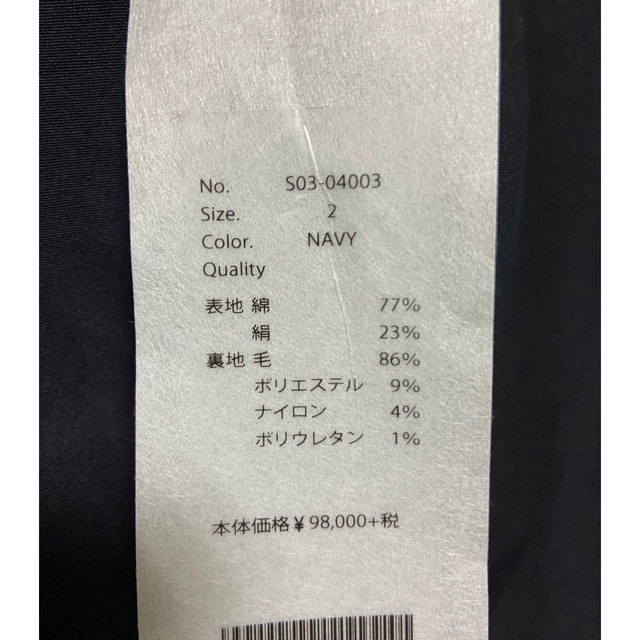 No. S03-04003
Size. 2
Color. NAVY
Quality
表地 綿 77%
絹 23%
裏地 毛 86%
ポリエステル 9%
ナイロン 4%
ポリウレタン 1%
本体価格¥98,000+税